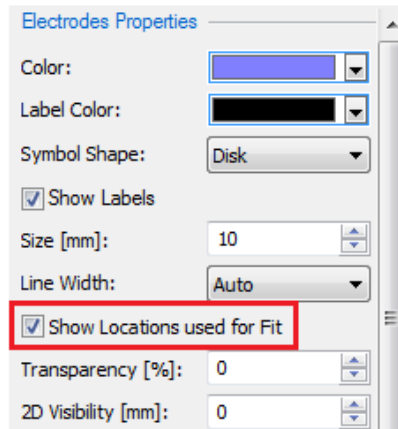 Electrodes Properties
Color:
Label Color:
Symbol Shape: Disk
Show Labels
Size [mm]: 10
Line Width: Auto
Show Locations used for Fit
Transparency [%]: 0
2D Visibility [mm]: 0